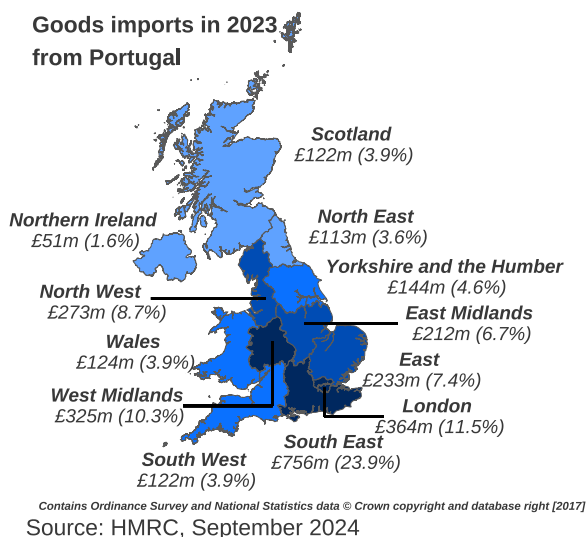 Goods imports in 2023
from Portugal
Scotland
£122m (3.9%)
Northern Ireland
£51m (1.6%)
North East
£113m (3.6%)
Yorkshire and the Humber
£144m (4.6%)
North West
£273m (8.7%)
East Midlands
£212m (6.7%)
Wales
£124m (3.9%)
East
£233m (7.4%)
West Midlands
£325m (10.3%)
London
£364m (11.5%)
South East
£756m (23.9%)
South West
£122m (3.9%)
Contains Ordinance Survey and National Statistics data © Crown copyright and database right [2017]
Source: HMRC, September 2024